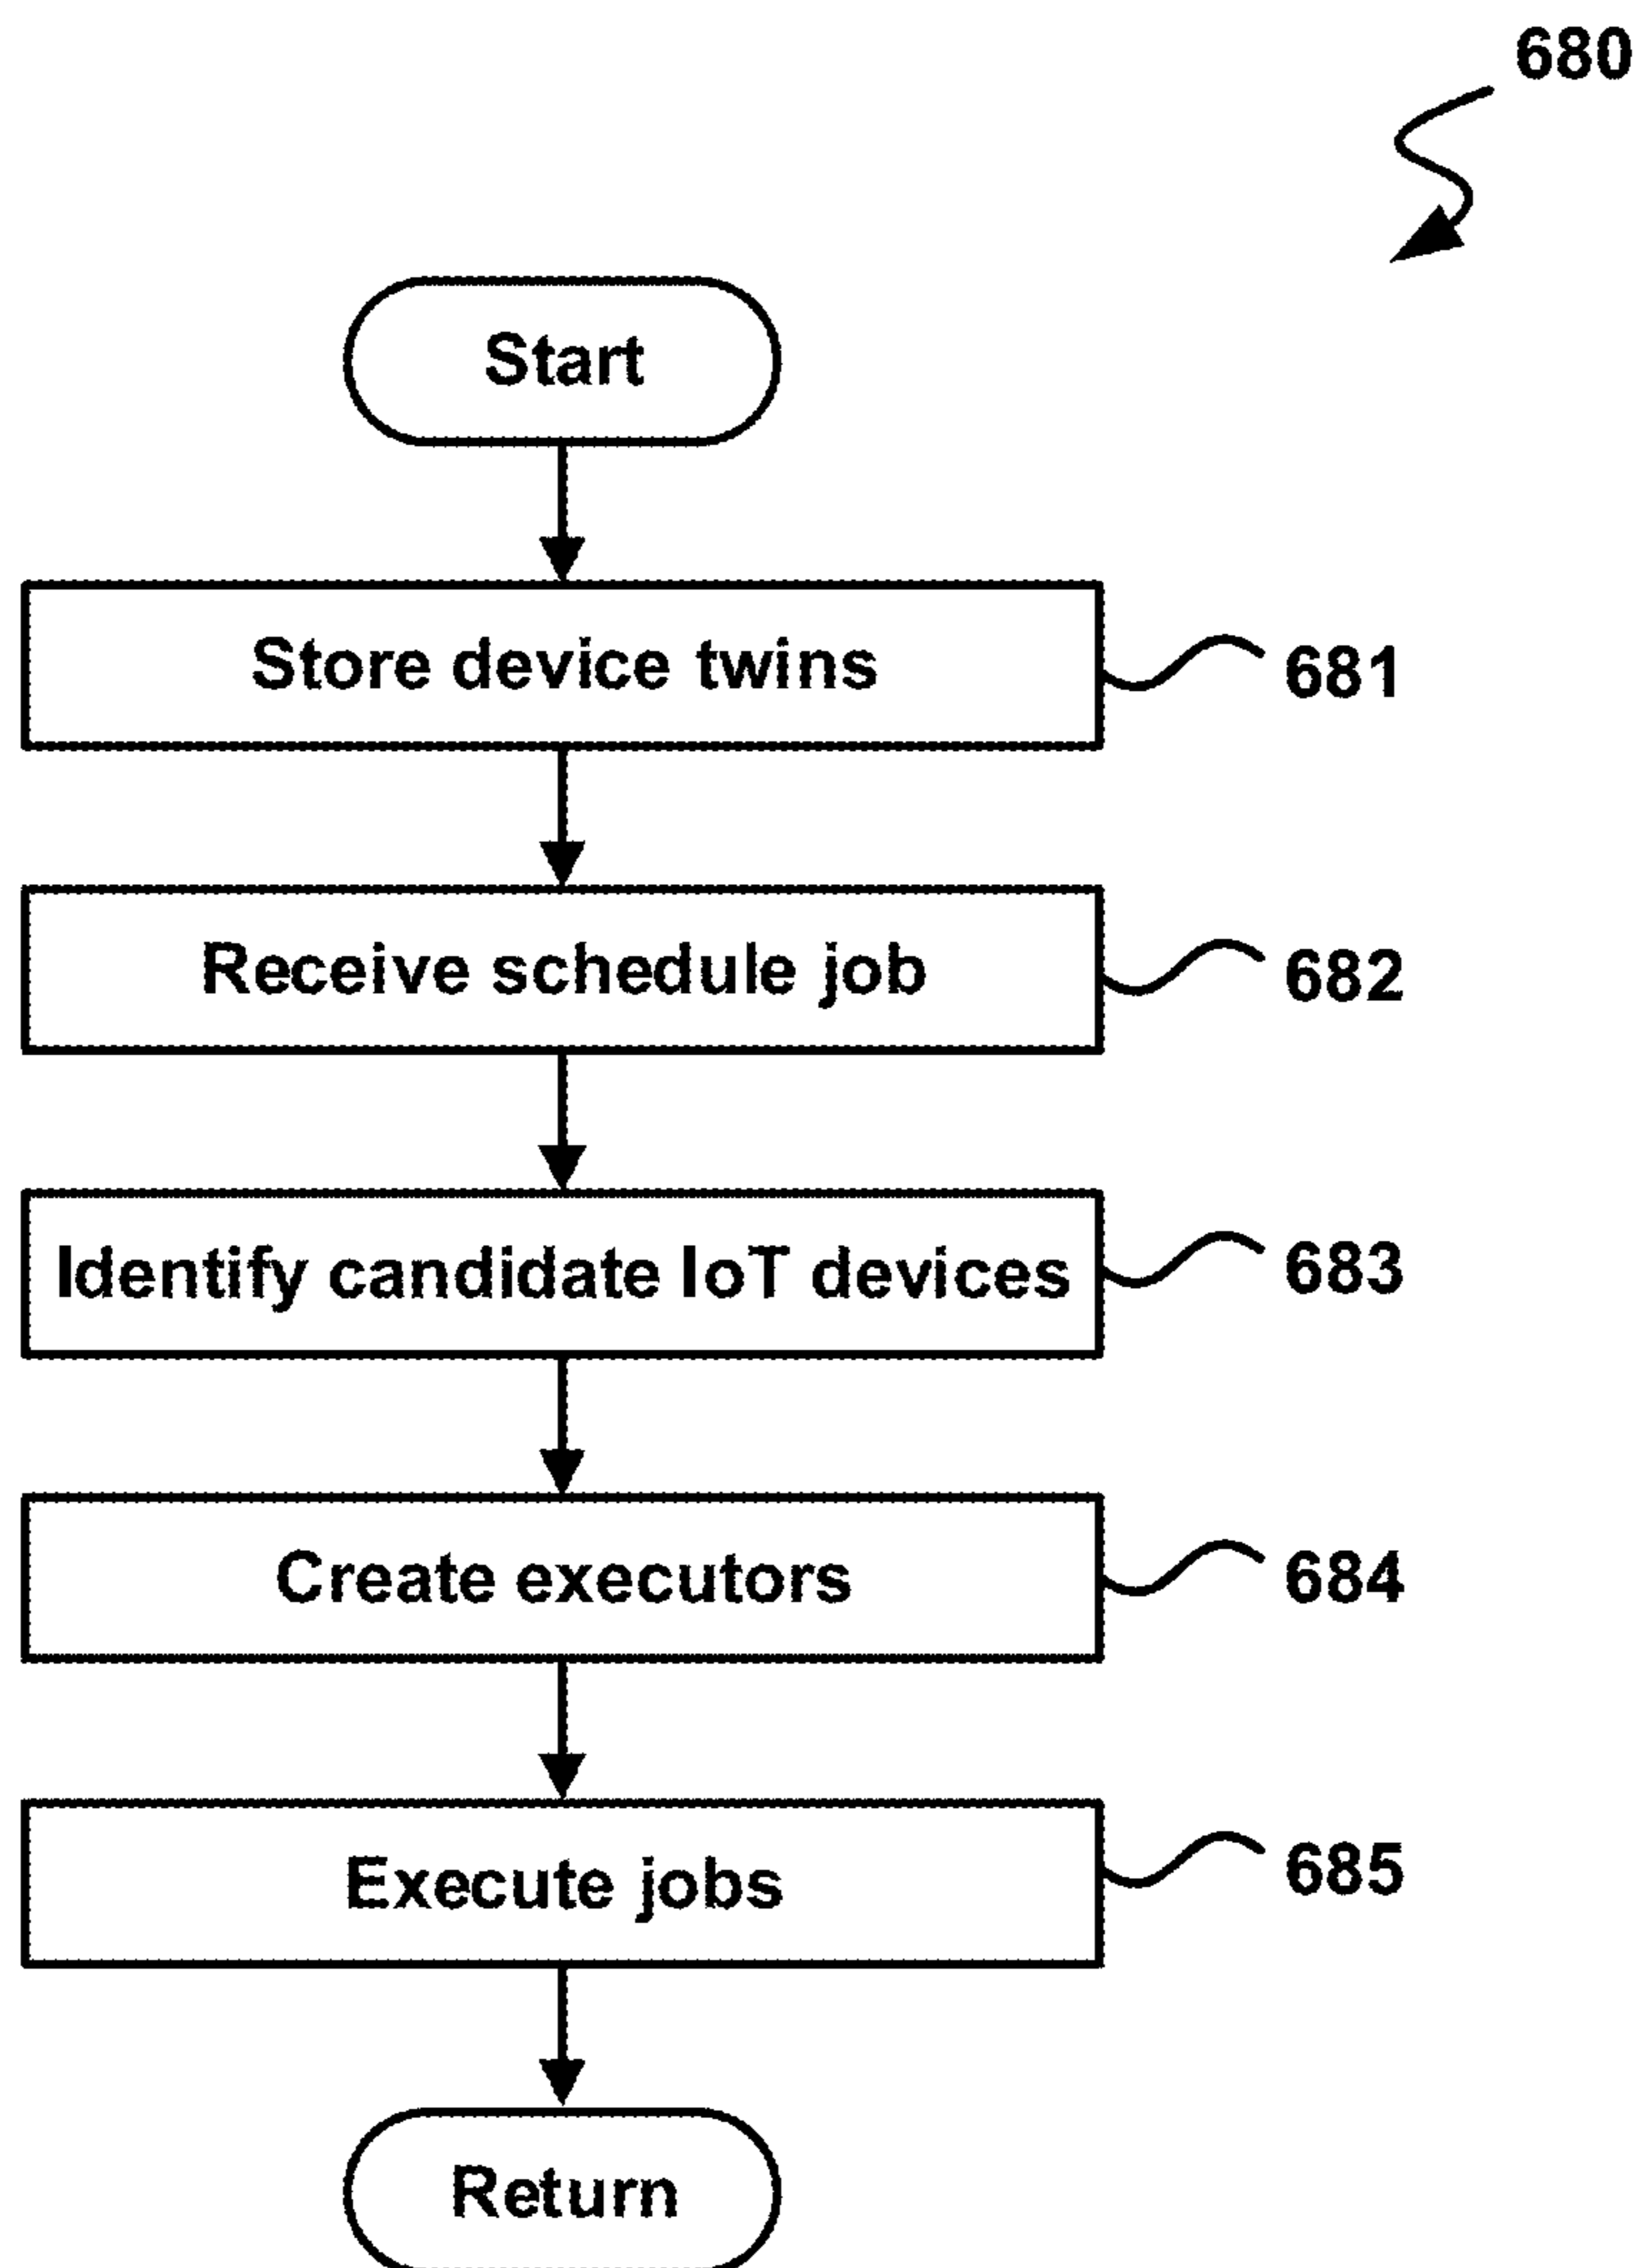 680
Start
Store device twins
681
Receive schedule job
682
Identify candidate IoT devices
683
Create executors
684
Execute jobs
685
Return